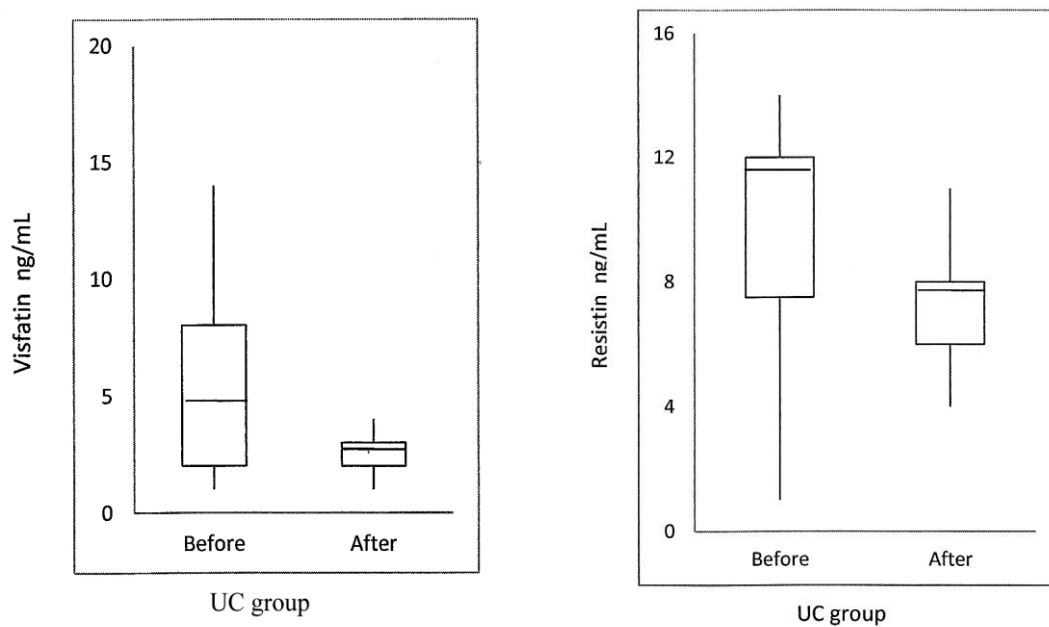 Visfatin ng/mL
20
15
10
5
0
Before After
UC group
Resistin ng/mL
16
12
8
4
0
Before After
UC group